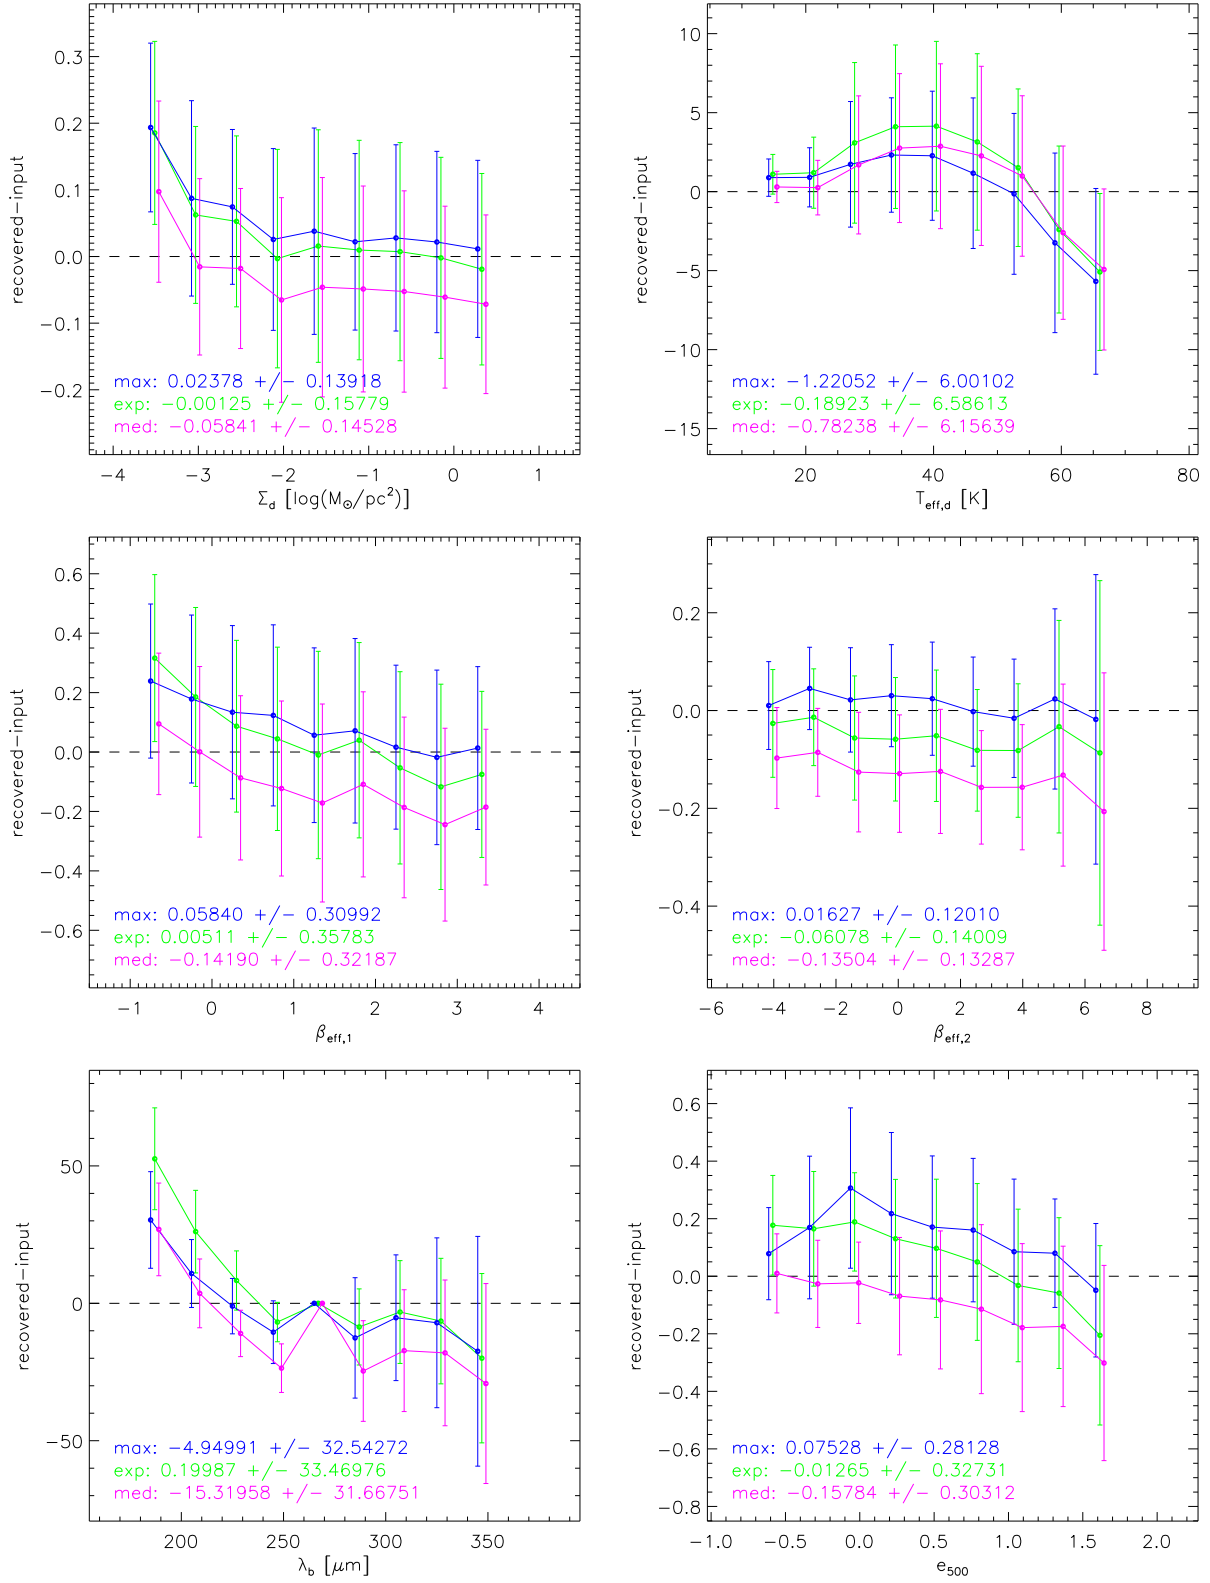 recovered−input
0.3
0.2
0.1
0.0
−0.1
−0.2
max: 0.02378 +/− 0.13918
exp: −0.00125 +/− 0.15779
med: −0.05841 +/− 0.14528
−4 −3 −2 −1 0 1
Σd [log(M⊙/pc²)]
recovered−input
10
5
0
−5
−10
−15
max: −1.22052 +/− 6.00102
exp: −0.18923 +/− 6.58613
med: −0.78238 +/− 6.15639
20 40 60 80
Teff,d [K]
recovered−input
0.6
0.4
0.2
0.0
−0.2
−0.4
−0.6
max: 0.05840 +/− 0.30992
exp: 0.00511 +/− 0.35783
med: −0.14190 +/− 0.32187
−1 0 1 2 3 4
βeff,1
recovered−input
0.2
0.0
−0.2
−0.4
max: 0.01627 +/− 0.12010
exp: −0.06078 +/− 0.14009
med: −0.13504 +/− 0.13287
−6 −4 −2 0 2 4 6 8
βeff,2
recovered−input
50
0
−50
max: −4.94991 +/− 32.54272
exp: 0.19987 +/− 33.46976
med: −15.31958 +/− 31.66751
200 250 300 350
λb [μm]
recovered−input
0.6
0.4
0.2
0.0
−0.2
−0.4
−0.6
−0.8
max: 0.07528 +/− 0.28128
exp: −0.01265 +/− 0.32731
med: −0.15784 +/− 0.30312
−1.0 −0.5 0.0 0.5 1.0 1.5 2.0
e500